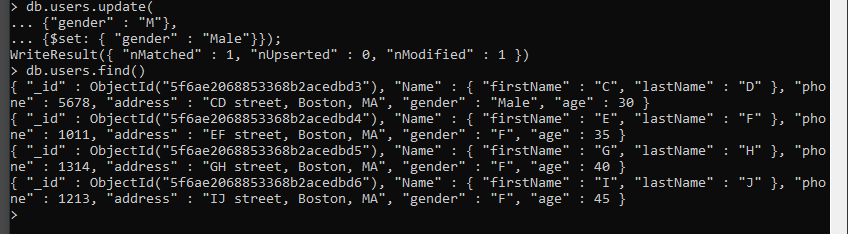 > db.users.update(
... {"gender" : "M"},
... {$set: { "gender" : "Male"}});
WriteResult({ "nMatched" : 1, "nUpserted" : 0, "nModified" : 1 })
> db.users.find()
{ "_id" : ObjectId("5f6ae2068853368b2acedbd3"), "Name" : { "firstName" : "C", "lastName" : "D" }, "pho
ne" : 5678, "address" : "CD street, Boston, MA", "gender" : "Male", "age" : 30 }
{ "_id" : ObjectId("5f6ae2068853368b2acedbd4"), "Name" : { "firstName" : "E", "lastName" : "F" }, "pho
ne" : 1011, "address" : "EF street, Boston, MA", "gender" : "F", "age" : 35 }
{ "_id" : ObjectId("5f6ae2068853368b2acedbd5"), "Name" : { "firstName" : "G", "lastName" : "H" }, "pho
ne" : 1314, "address" : "GH street, Boston, MA", "gender" : "F", "age" : 40 }
{ "_id" : ObjectId("5f6ae2068853368b2acedbd6"), "Name" : { "firstName" : "I", "lastName" : "J" }, "pho
ne" : 1213, "address" : "IJ street, Boston, MA", "gender" : "F", "age" : 45 }
>